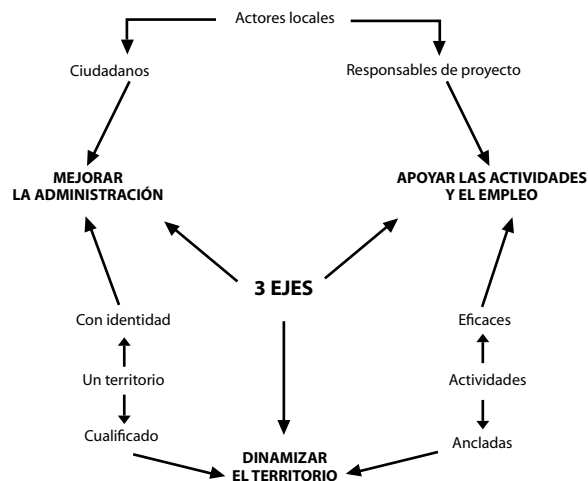 Actores locales
Ciudadanos
Responsables de proyecto
MEJORAR
LA ADMINISTRACIÓN
APOYAR LAS ACTIVIDADES
Y EL EMPLEO
3 EJES
Con identidad
Eficaces
Un territorio
Actividades
Cualificado
Ancladas
DINAMIZAR
EL TERRITORIO